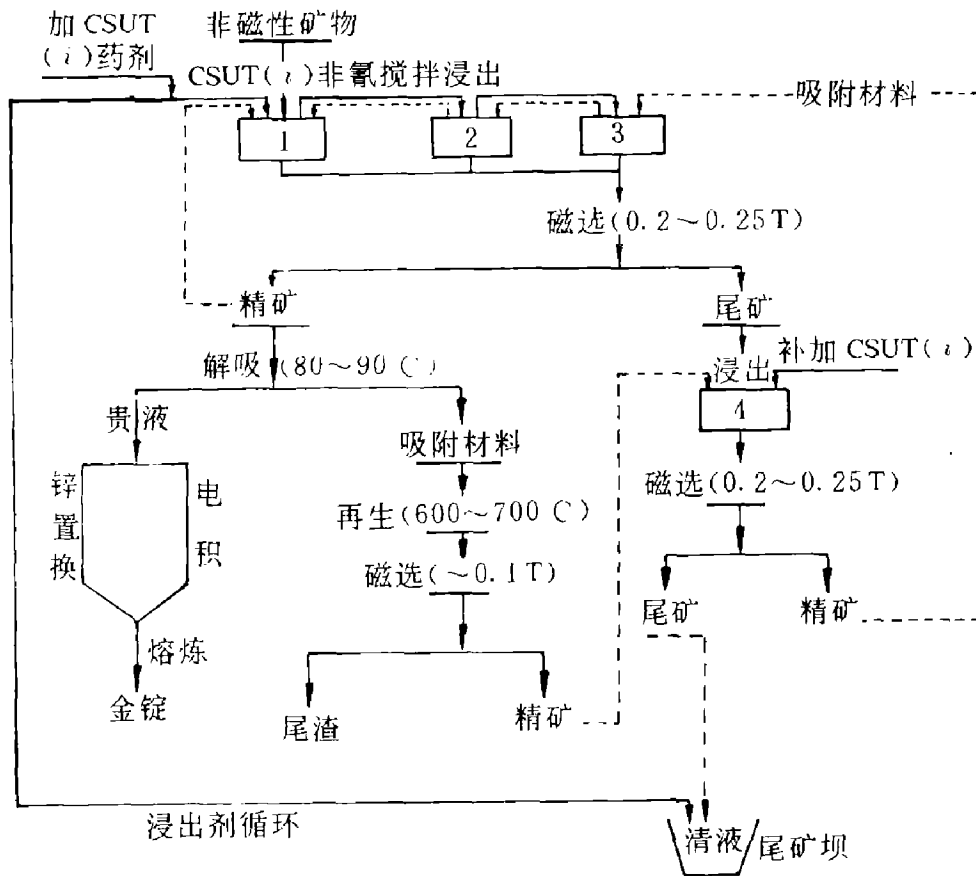 加 CSUT
(i)药剂
非磁性矿物
CSUT(i)非氰搅拌浸出
吸附材料
1
2
3
磁选(0.2～0.25T)
精矿
尾矿
解吸 (80～90 C)
浸出
补加 CSUT(i)
4
贵液
吸附材料
锌置换
电积
磁选(0.2～0.25T)
再生(600～700 C)
磁选(～0.1T)
尾矿
精矿
熔炼
金锭
尾渣
精矿
浸出剂循环
清液
尾矿坝